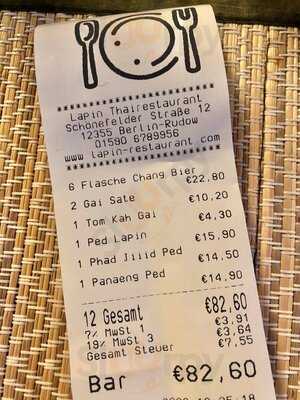 Lapin Thairestaurant
Schönefelder Straße 12
12355 Berlin-Rudow
01590 6789956
www.lapin-restaurant.com
6 Flasche Chang Bier €22,80
2 Gai Sate €10,20
1 Tom Kah Gai €4,30
1 Ped Lapin €15,90
1 Phad Jiiid Ped €14,50
1 Panaeng Ped €14,90
12 Gesamt €82,60
7% MwSt 1 €3,91
19% MwSt 3 €3,64
Gesamt Steuer €7,55
Bar €82,60